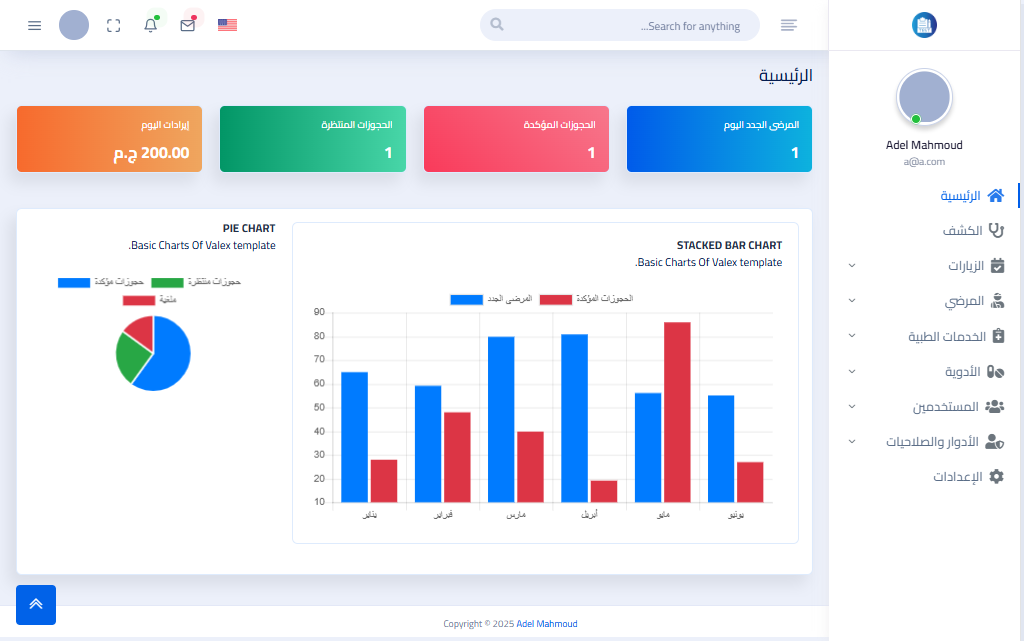 Search for anything...
Adel Mahmoud
a@a.com
الرئيسية
الكشف
الزيارات
المرضي
الخدمات الطبية
الأدوية
المستخدمين
الأدوار والصلاحيات
الإعدادات
الرئيسية
المرضى الجدد اليوم
1
الحجوزات المؤكدة
1
الحجوزات المنتظرة
1
إيرادات اليوم
200.00 ج.م
STACKED BAR CHART
Basic Charts Of Valex template.
المرضى الجدد
الحجوزات المؤكدة
90
80
70
60
50
40
30
20
10
يناير
فبراير
مارس
أبريل
مايو
يونيو
PIE CHART
Basic Charts Of Valex template.
حجوزات مؤكدة
حجوزات منتظرة
ملغية
Copyright © 2025 Adel Mahmoud